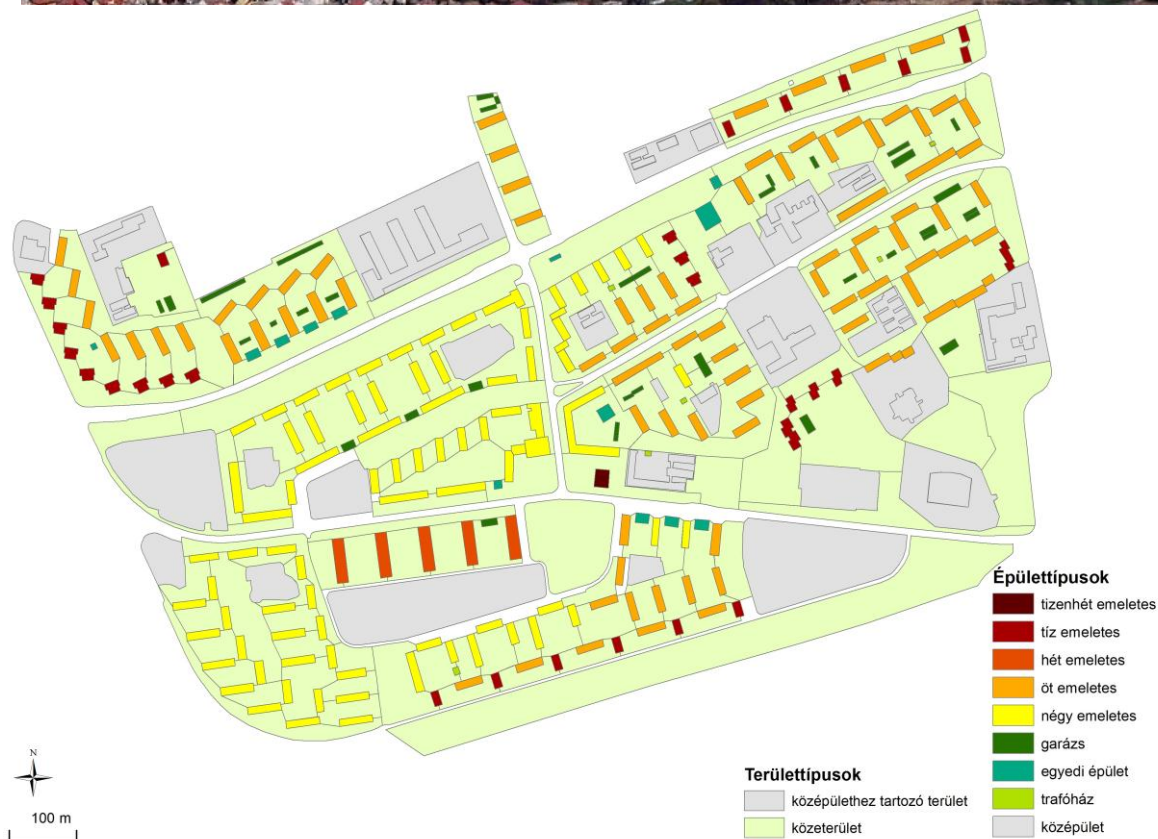 Épülettípusok
tizenhét emeletes
tíz emeletes
hét emeletes
öt emeletes
négy emeletes
garázs
egyedi épület
trafóház
középület
Területtípusok
középülethez tartozó terület
közeterület
N
100 m